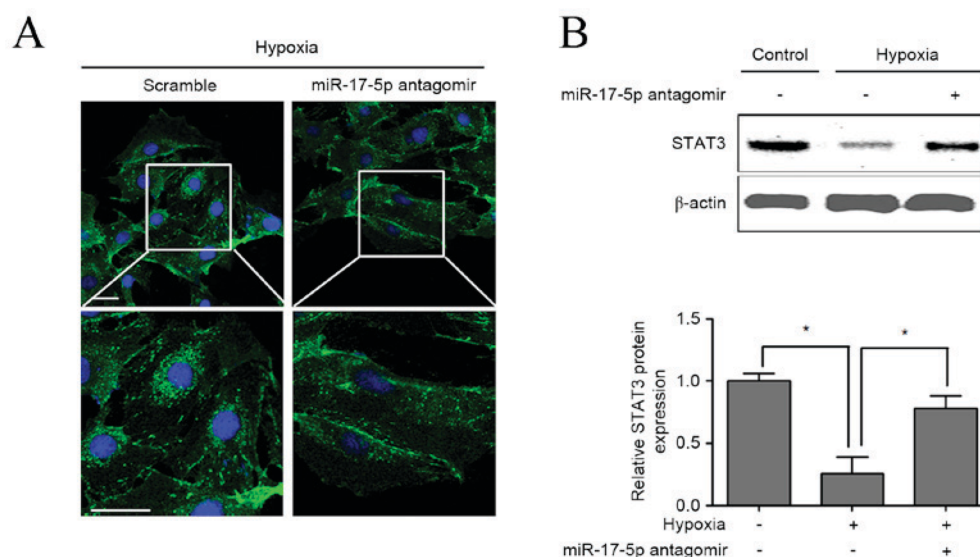 A
Hypoxia
Scramble
miR-17-5p antagomir
B
Control
Hypoxia
miR-17-5p antagomir
-
-
+
STAT3
β-actin
Relative STAT3 protein
expression
1.5
1.0
0.5
0.0
*
*
Hypoxia
-
+
+
miR-17-5p antagomir
-
-
+